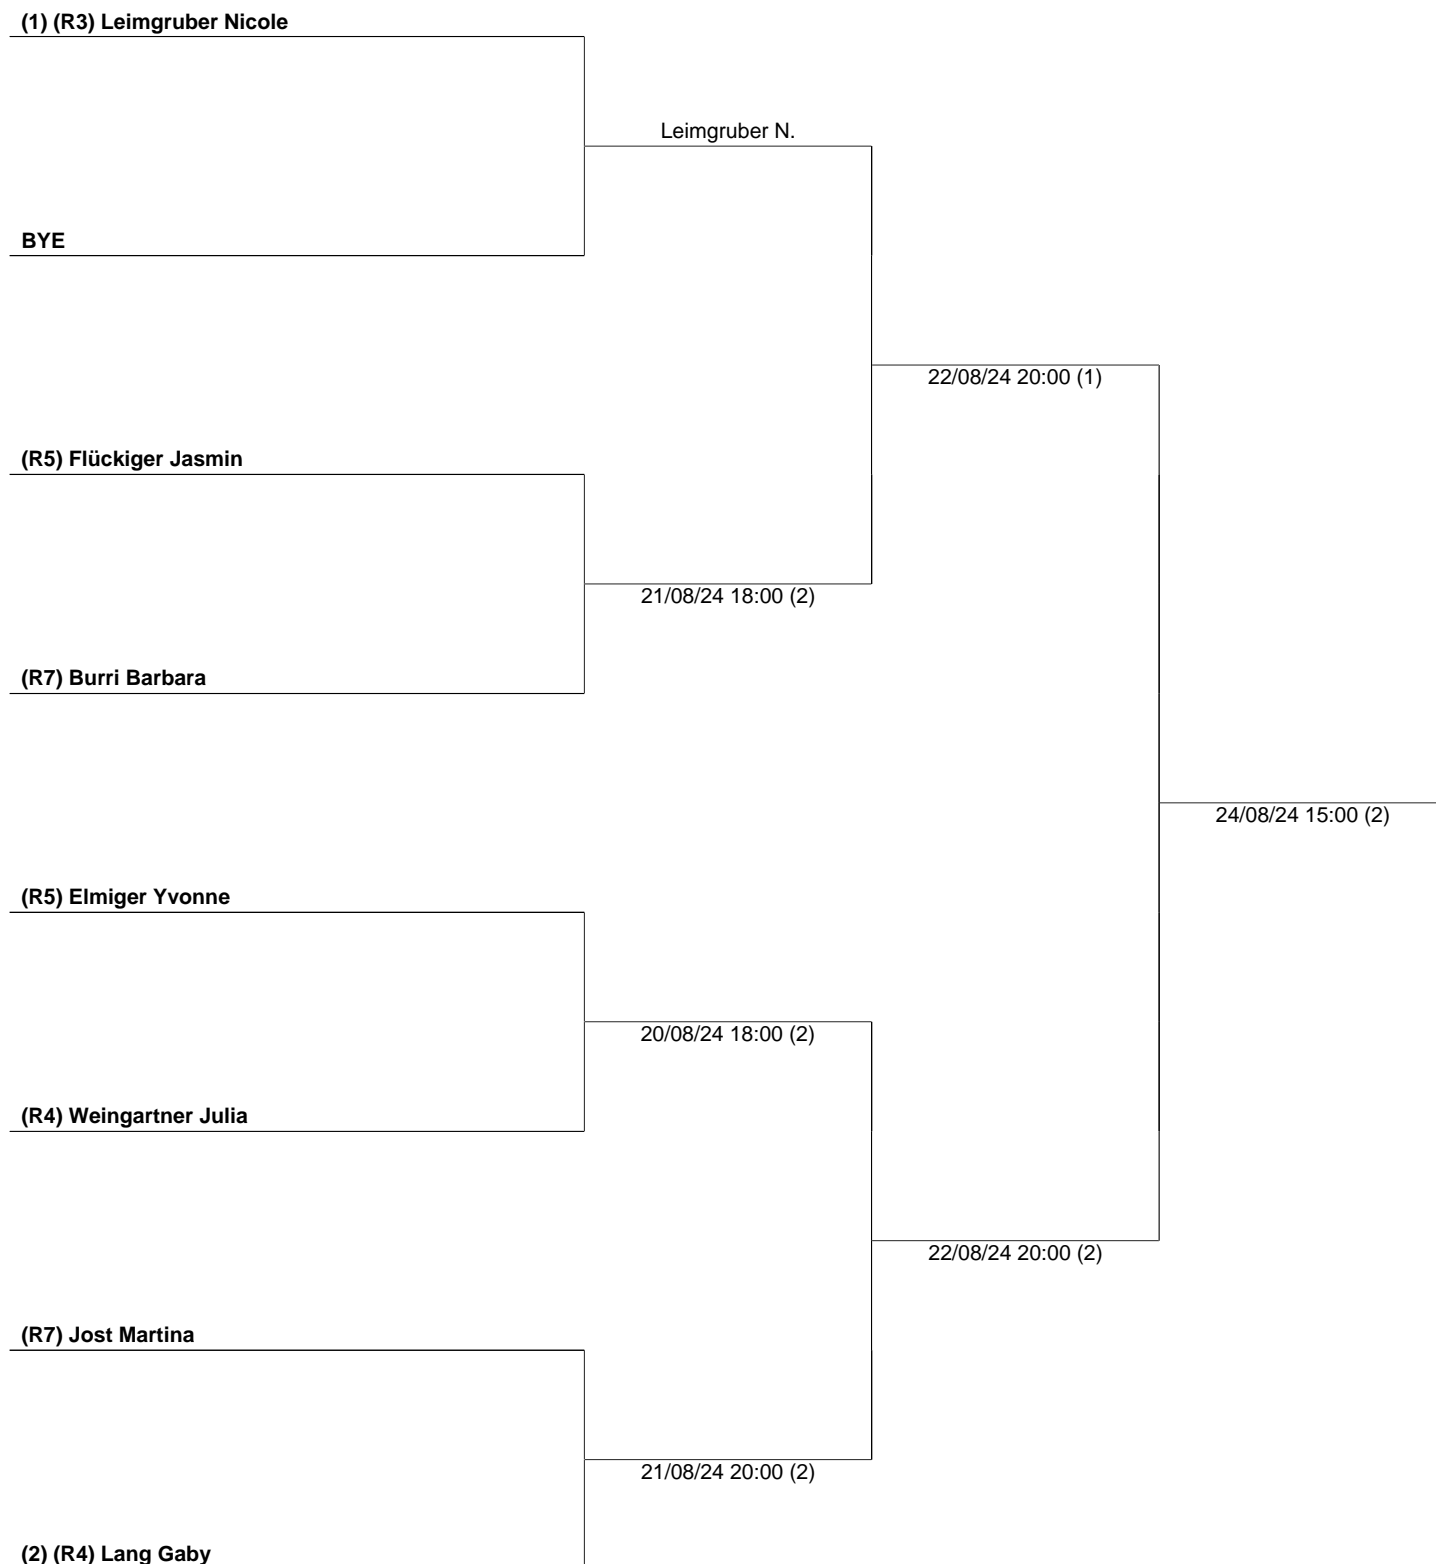 (1) (R3) Leimgruber Nicole
Leimgruber N.
BYE
22/08/24 20:00 (1)
(R5) Flückiger Jasmin
21/08/24 18:00 (2)
(R7) Burri Barbara
24/08/24 15:00 (2)
(R5) Elmiger Yvonne
20/08/24 18:00 (2)
(R4) Weingartner Julia
22/08/24 20:00 (2)
(R7) Jost Martina
21/08/24 20:00 (2)
(2) (R4) Lang Gaby